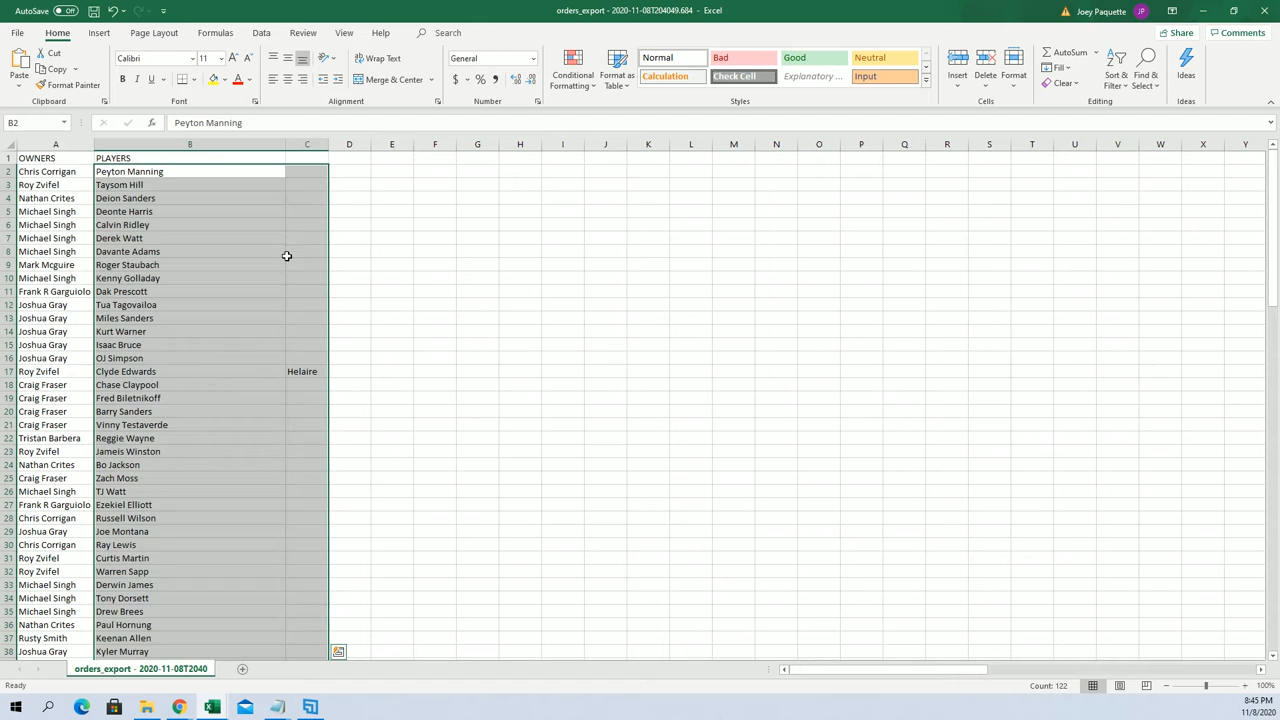 AutoSave Off orders_export - 2020-11-08T204049.684 - Excel Joey Paquette JP
File Home Insert Page Layout Formulas Data Review View Help Search Share Comments
Paste Cut Copy Format Painter Clipboard
Calibri 11 B I U Font
Wrap Text Merge & Center Alignment
General $ % Number
Conditional Formatting Format as Table
Normal Bad Good Neutral
Calculation Check Cell Explanatory ... Input Styles
Insert Delete Format Cells
AutoSum Fill Clear Sort & Filter Find & Select Editing
Ideas Ideas
B2 fx Peyton Manning
A B C D E F G H I J K L M N O P Q R S T U V W X Y
1 OWNERS PLAYERS
2 Chris Corrigan Peyton Manning
3 Roy Zvifel Taysom Hill
4 Nathan Crites Deion Sanders
5 Michael Singh Deonte Harris
6 Michael Singh Calvin Ridley
7 Michael Singh Derek Watt
8 Michael Singh Davante Adams
9 Mark Mcguire Roger Staubach
10 Michael Singh Kenny Golladay
11 Frank R Garguiolo Dak Prescott
12 Joshua Gray Tua Tagovailoa
13 Joshua Gray Miles Sanders
14 Joshua Gray Kurt Warner
15 Joshua Gray Isaac Bruce
16 Joshua Gray OJ Simpson
17 Roy Zvifel Clyde Edwards Helaire
18 Craig Fraser Chase Claypool
19 Craig Fraser Fred Biletnikoff
20 Craig Fraser Barry Sanders
21 Craig Fraser Vinny Testaverde
22 Tristan Barbera Reggie Wayne
23 Roy Zvifel Jameis Winston
24 Nathan Crites Bo Jackson
25 Craig Fraser Zach Moss
26 Michael Singh TJ Watt
27 Frank R Garguiolo Ezekiel Elliott
28 Chris Corrigan Russell Wilson
29 Joshua Gray Joe Montana
30 Chris Corrigan Ray Lewis
31 Roy Zvifel Curtis Martin
32 Roy Zvifel Warren Sapp
33 Michael Singh Derwin James
34 Michael Singh Tony Dorsett
35 Michael Singh Drew Brees
36 Nathan Crites Paul Hornung
37 Rusty Smith Keenan Allen
38 Joshua Gray Kyler Murray
orders_export - 2020-11-08T2040
Ready Count: 122 100%
8:45 PM
11/8/2020